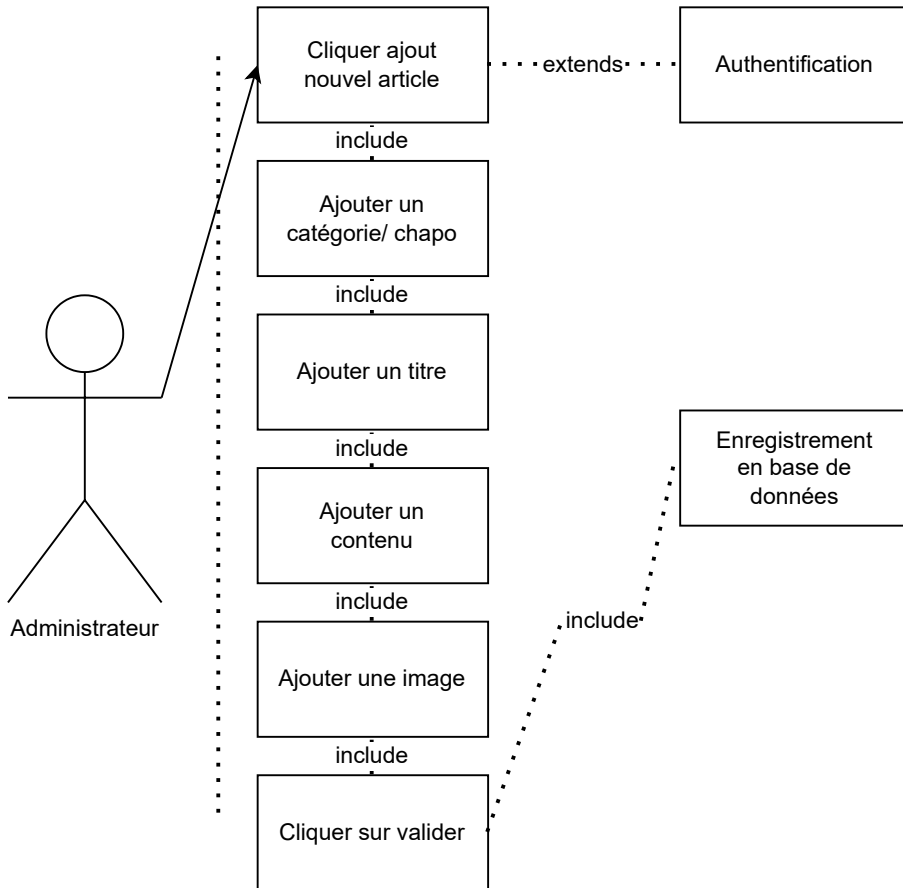 Cliquer ajout
nouvel article
extends
Authentification
include
Ajouter un
catégorie/ chapo
include
Ajouter un titre
include
Enregistrement
en base de
données
Ajouter un
contenu
include
Administrateur
include
Ajouter une image
include
Cliquer sur valider